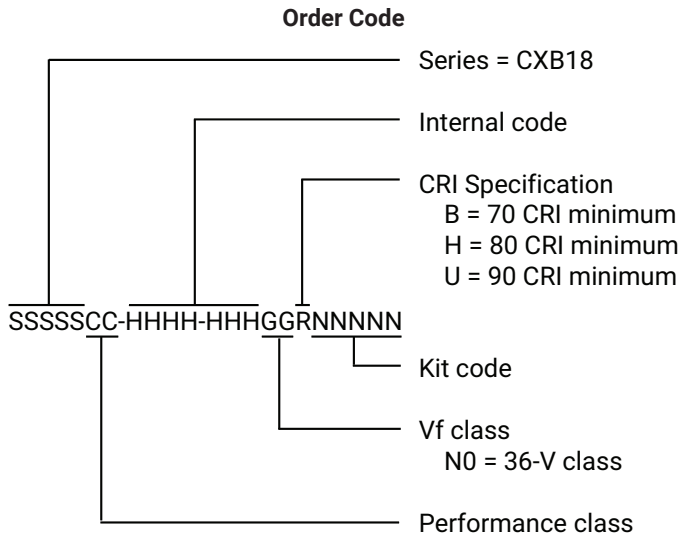 Order Code
Series = CXB18
Internal code
CRI Specification
B = 70 CRI minimum
H = 80 CRI minimum
U = 90 CRI minimum
SSSSSCC-HHHH-HHHGGRNNNNN
Kit code
Vf class
N0 = 36-V class
Performance class